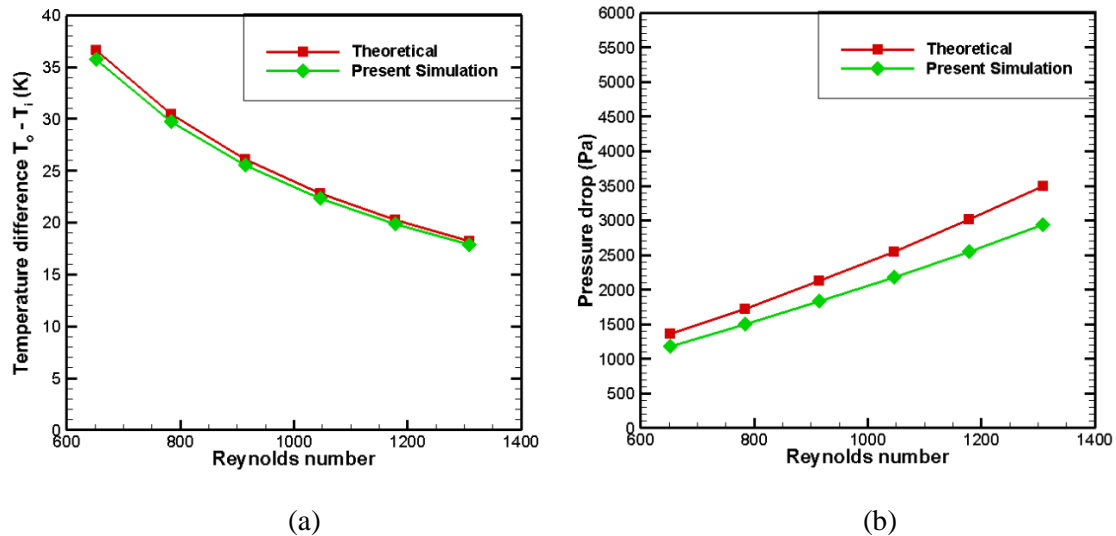 40
35
30
25
20
15
10
5
0
Temperature difference T_o - T_i (K)
Theoretical
Present Simulation
600 800 1000 1200 1400
Reynolds number
(a)
6000
5500
5000
4500
4000
3500
3000
2500
2000
1500
1000
500
0
Pressure drop (Pa)
Theoretical
Present Simulation
600 800 1000 1200 1400
Reynolds number
(b)